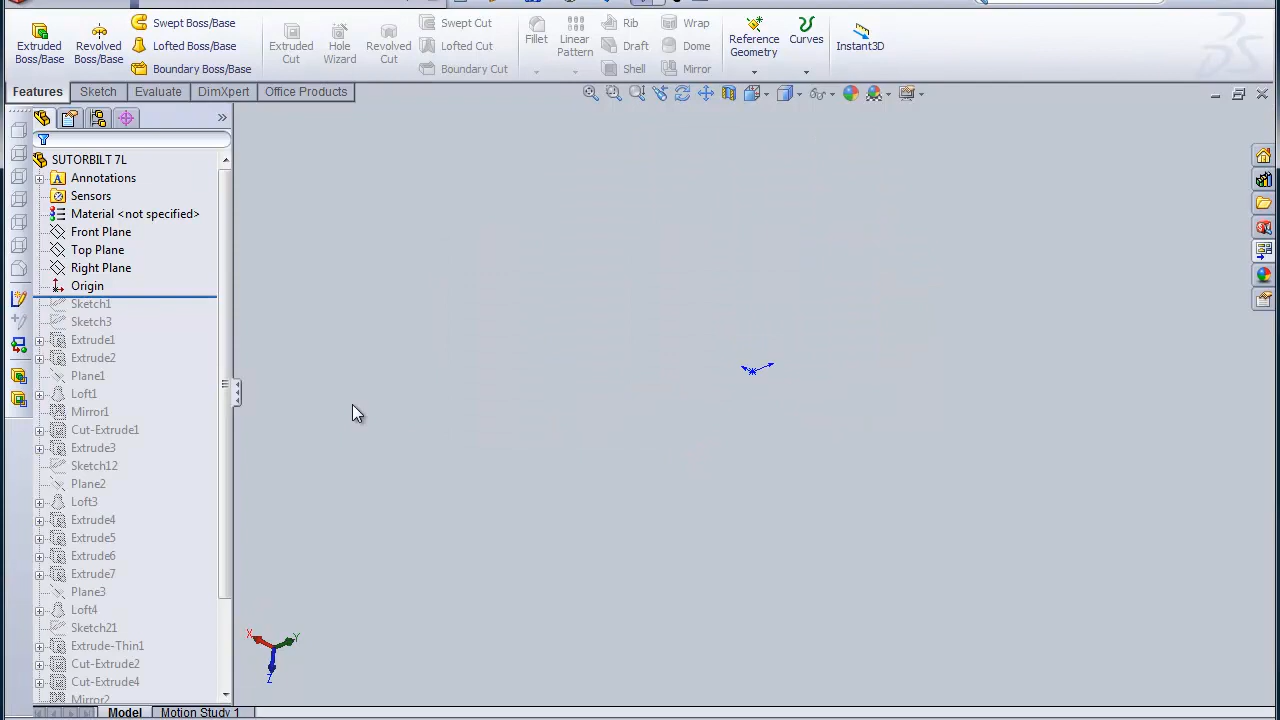 Extruded Boss/Base
Revolved Boss/Base
Swept Boss/Base
Lofted Boss/Base
Boundary Boss/Base
Extruded Cut
Hole Wizard
Revolved Cut
Swept Cut
Lofted Cut
Boundary Cut
Fillet
Linear Pattern
Rib
Draft
Shell
Wrap
Dome
Mirror
Reference Geometry
Curves
Instant3D
Features Sketch Evaluate DimXpert Office Products
SUTORBILT 7L
Annotations
Sensors
Material <not specified>
Front Plane
Top Plane
Right Plane
Origin
Sketch1
Sketch3
Extrude1
Extrude2
Plane1
Loft1
Mirror1
Cut-Extrude1
Extrude3
Sketch12
Plane2
Loft3
Extrude4
Extrude5
Extrude6
Extrude7
Plane3
Loft4
Sketch21
Extrude-Thin1
Cut-Extrude2
Cut-Extrude4
Mirror2
X Y
Z
Model Motion Study 1